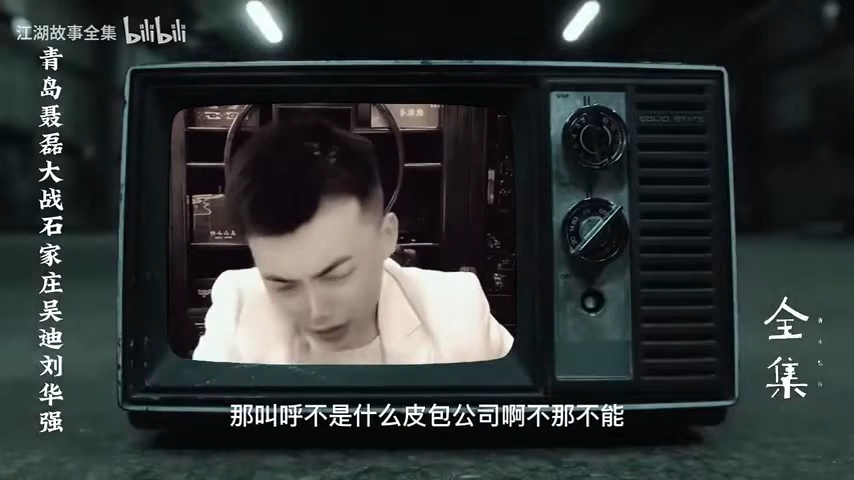 江湖故事全集 bilibili
青岛聂磊大战石家庄吴迪刘华强
SOLID STATE
全集
那叫呼不是什么皮包公司啊不那不能